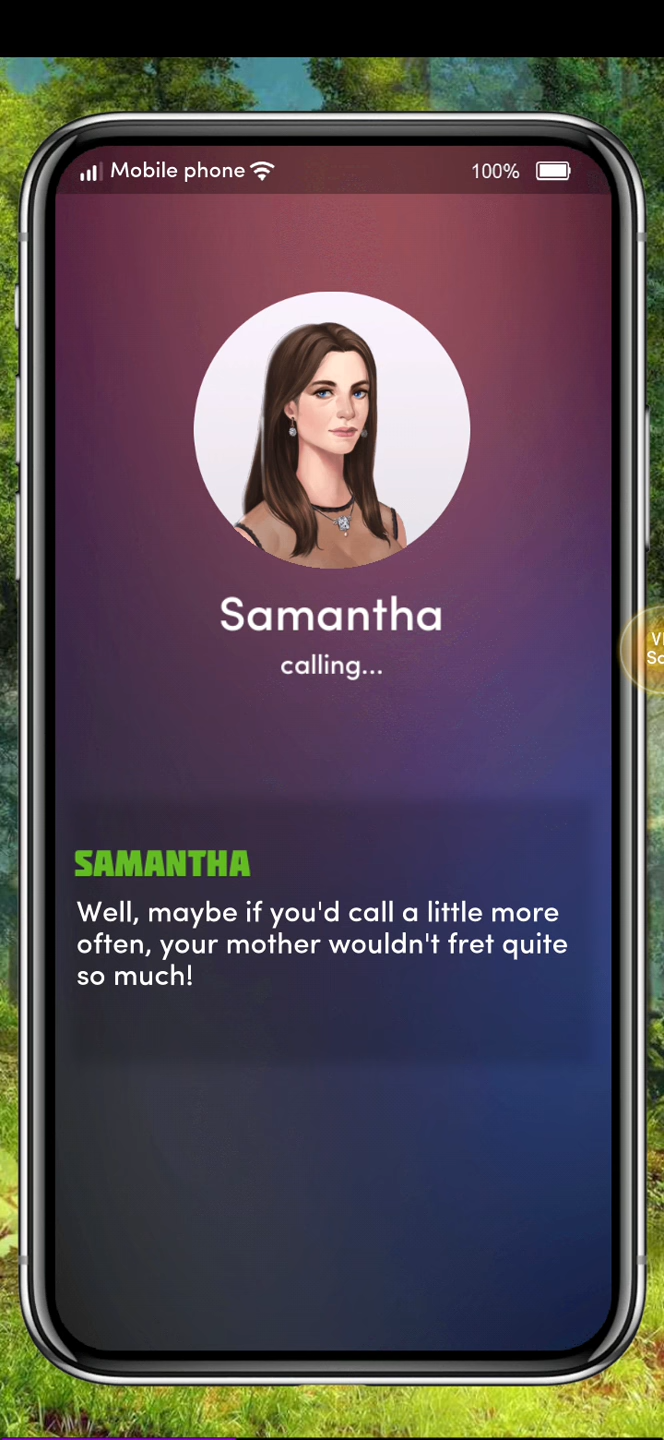 Mobile phone 100%
Samantha
calling...
SAMANTHA
Well, maybe if you'd call a little more
often, your mother wouldn't fret quite
so much!